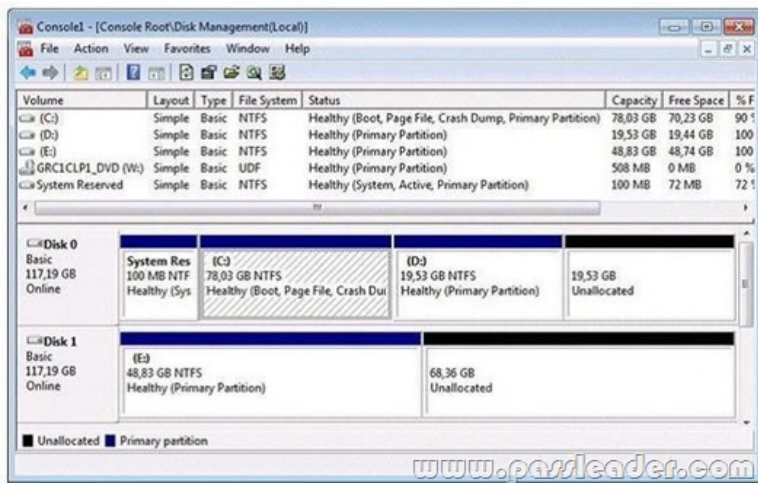 Console1 - [Console Root\Disk Management(Local)]
File Action View Favorites Window Help
Volume Layout Type File System Status Capacity Free Space % F
(C:) Simple Basic NTFS Healthy (Boot, Page File, Crash Dump, Primary Partition) 78,03 GB 70,23 GB 90 %
(D:) Simple Basic NTFS Healthy (Primary Partition) 19,53 GB 19,44 GB 100
(E:) Simple Basic NTFS Healthy (Primary Partition) 48,83 GB 48,74 GB 100
GRC1CLP1_DVD (W:) Simple Basic UDF Healthy (Primary Partition) 508 MB 0 MB 0 %
System Reserved Simple Basic NTFS Healthy (System, Active, Primary Partition) 100 MB 72 MB 72 %
Disk 0
Basic
117,19 GB
Online
System Res
100 MB NTF
Healthy (Sys
(C:)
78,03 GB NTFS
Healthy (Boot, Page File, Crash Du
(D:)
19,53 GB NTFS
Healthy (Primary Partition)
19,53 GB
Unallocated
Disk 1
Basic
117,19 GB
Online
(E:)
48,83 GB NTFS
Healthy (Primary Partition)
68,36 GB
Unallocated
Unallocated Primary partition
www.passleader.com